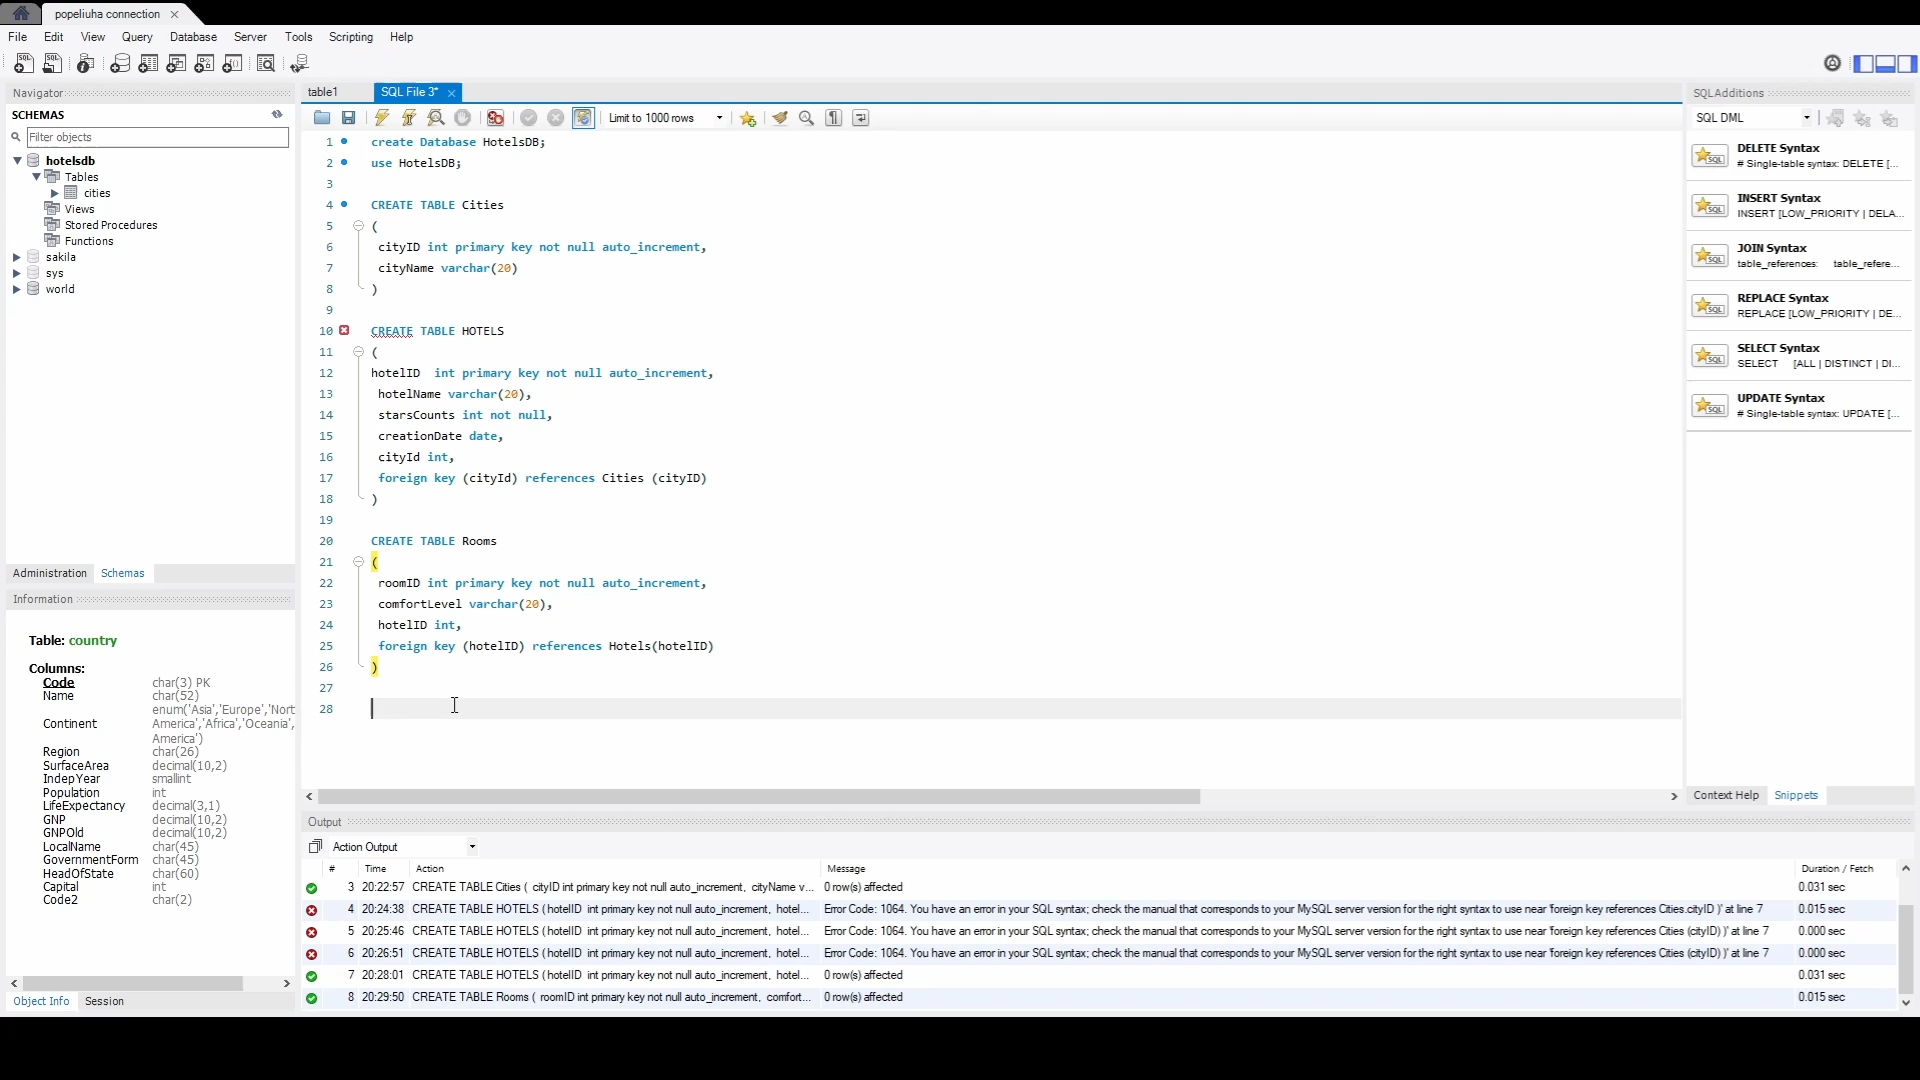 popeliuha connection
File Edit View Query Database Server Tools Scripting Help
Navigator
SCHEMAS
Filter objects
hotelsdb
Tables
cities
Views
Stored Procedures
Functions
sakila
sys
world
Administration Schemas
Information
Table: country
Columns:
Code char(3) PK
Name char(52)
enum('Asia','Europe','Nort
Continent America','Africa','Oceania',
America')
Region char(26)
SurfaceArea decimal(10,2)
IndepYear smallint
Population int
LifeExpectancy decimal(3,1)
GNP decimal(10,2)
GNPOld decimal(10,2)
LocalName char(45)
GovernmentForm char(45)
HeadOfState char(60)
Capital int
Code2 char(2)
Object Info Session
table1 SQL File 3*
Limit to 1000 rows
1 create Database HotelsDB;
2 use HotelsDB;
3
4 CREATE TABLE Cities
5 (
6 cityID int primary key not null auto_increment,
7 cityName varchar(20)
8 )
9
10 CREATE TABLE HOTELS
11 (
12 hotelID  int primary key not null auto_increment,
13 hotelName varchar(20),
14 starsCounts int not null,
15 creationDate date,
16 cityId int,
17 foreign key (cityId) references Cities (cityID)
18 )
19
20 CREATE TABLE Rooms
21 (
22 roomID int primary key not null auto_increment,
23 comfortLevel varchar(20),
24 hotelID int,
25 foreign key (hotelID) references Hotels(hotelID)
26 )
27
28
Output
Action Output
# Time Action Message Duration / Fetch
3 20:22:57 CREATE TABLE Cities ( cityID int primary key not null auto_increment, cityName v... 0 row(s) affected 0.031 sec
4 20:24:38 CREATE TABLE HOTELS ( hotelID int primary key not null auto_increment, hotel... Error Code: 1064. You have an error in your SQL syntax; check the manual that corresponds to your MySQL server version for the right syntax to use near 'foreign key references Cities.cityID )' at line 7 0.015 sec
5 20:25:46 CREATE TABLE HOTELS ( hotelID int primary key not null auto_increment, hotel... Error Code: 1064. You have an error in your SQL syntax; check the manual that corresponds to your MySQL server version for the right syntax to use near 'foreign key references Cities (cityID) )' at line 7 0.000 sec
6 20:26:51 CREATE TABLE HOTELS ( hotelID int primary key not null auto_increment, hotel... Error Code: 1064. You have an error in your SQL syntax; check the manual that corresponds to your MySQL server version for the right syntax to use near 'foreign key references Cities (cityID) )' at line 7 0.000 sec
7 20:28:01 CREATE TABLE HOTELS ( hotelID int primary key not null auto_increment, hotel... 0 row(s) affected 0.031 sec
8 20:29:50 CREATE TABLE Rooms ( roomID int primary key not null auto_increment, comfort... 0 row(s) affected 0.015 sec
SQLAdditions
SQL DML
DELETE Syntax
# Single-table syntax: DELETE [...
INSERT Syntax
INSERT [LOW_PRIORITY | DELA...
JOIN Syntax
table_references: table_refere...
REPLACE Syntax
REPLACE [LOW_PRIORITY | DE...
SELECT Syntax
SELECT [ALL | DISTINCT | DI...
UPDATE Syntax
# Single-table syntax: UPDATE [...
Context Help Snippets